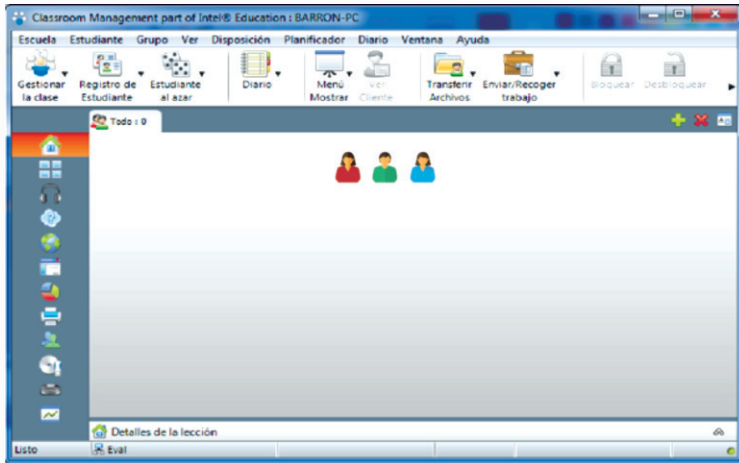 Classroom Management part of Intel® Education : BARRON-PC
Escuela Estudiante Grupo Ver Disposición Planificador Diario Ventana Ayuda
Gestionar la clase Registro de Estudiante Estudiante al azar Diario Menú Mostrar Ver Cliente Transferir Archivos Enviar/Recoger trabajo Bloquear Desbloquear
Todo : 0
Detalles de la lección
Listo Eval